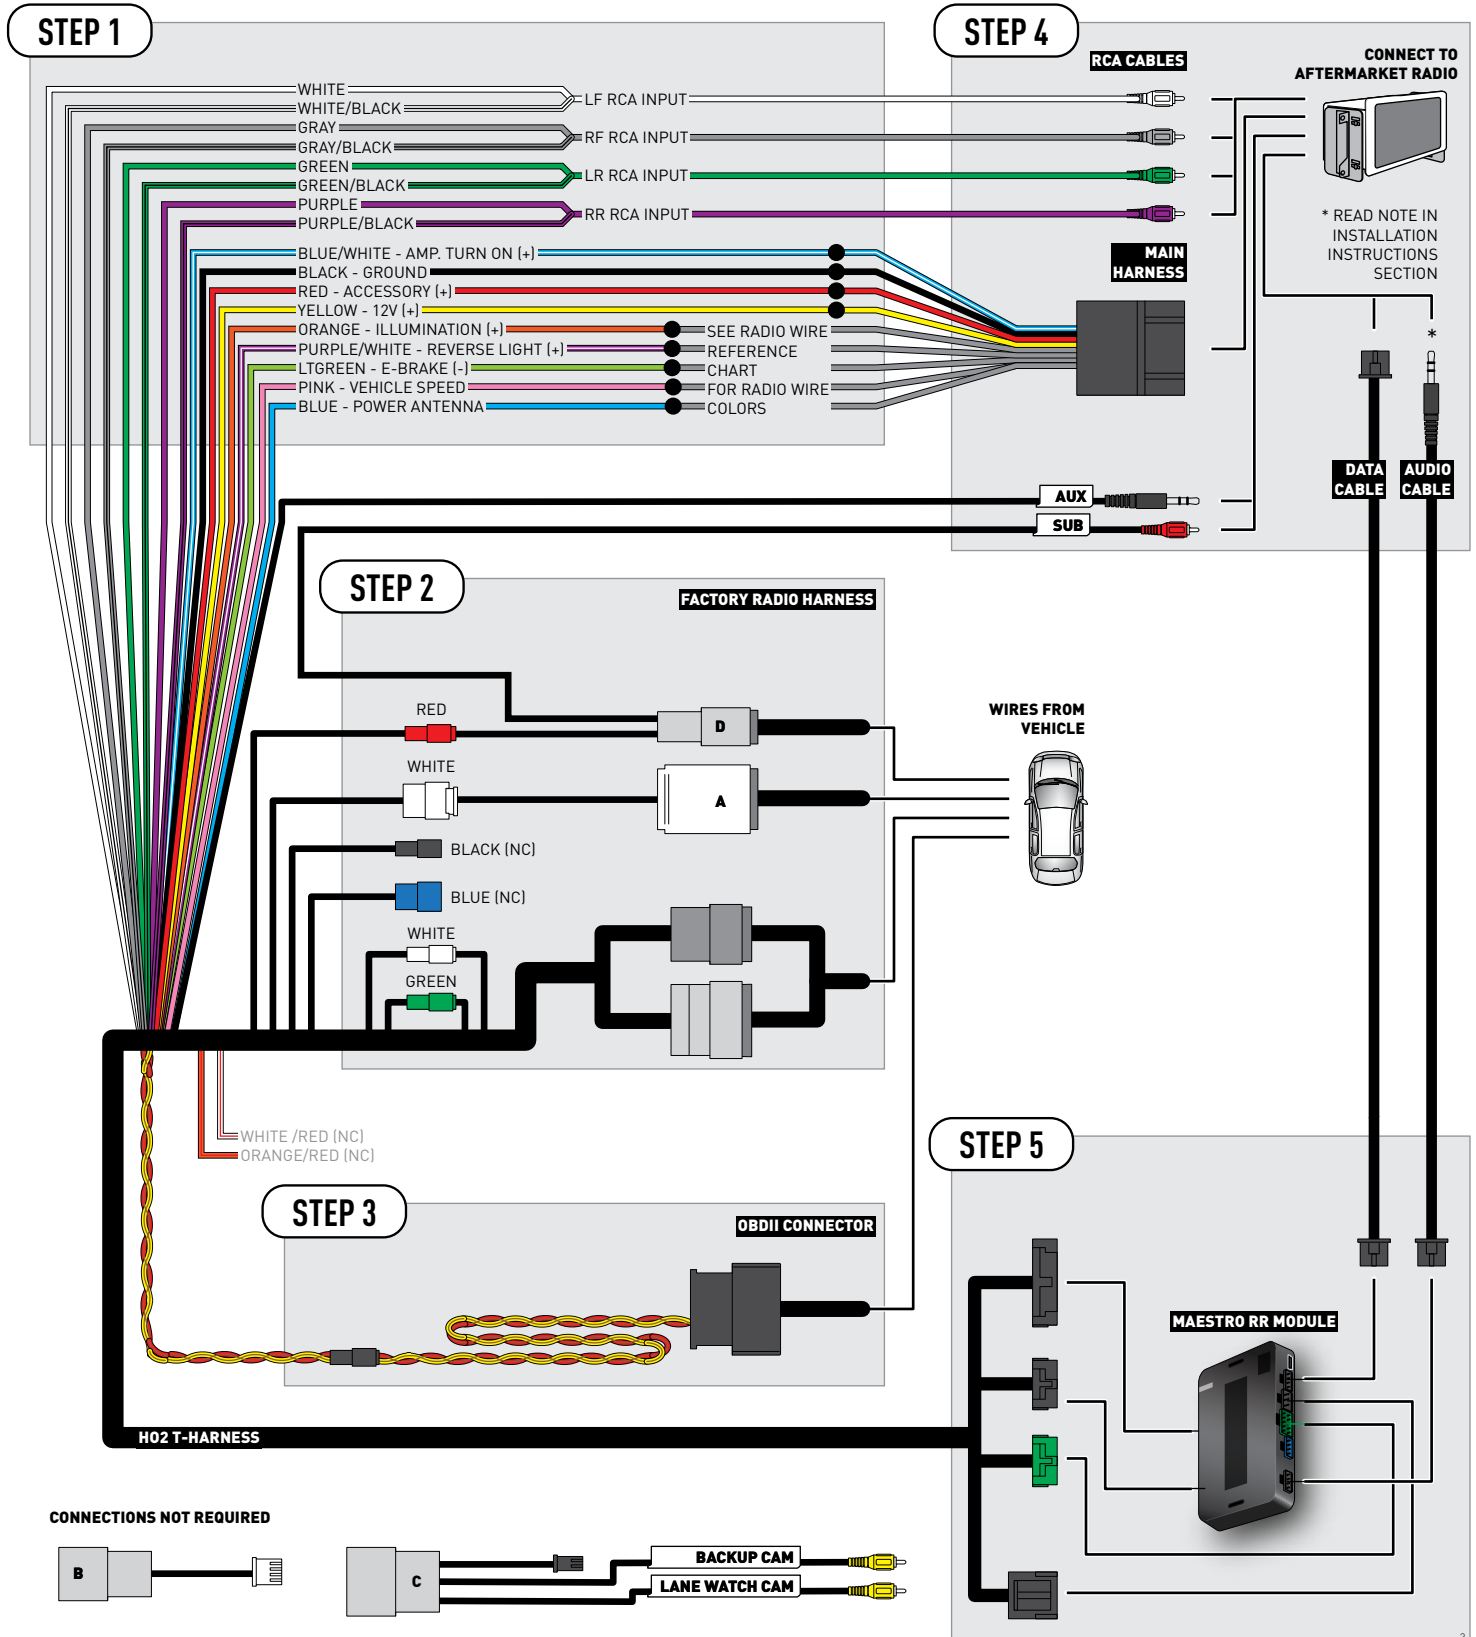 STEP 1
WHITE
WHITE/BLACK
LF RCA INPUT
GRAY
GRAY/BLACK
RF RCA INPUT
GREEN
GREEN/BLACK
LR RCA INPUT
PURPLE
PURPLE/BLACK
RR RCA INPUT
BLUE/WHITE - AMP. TURN ON (+)
BLACK - GROUND
RED - ACCESSORY (+)
YELLOW - 12V (+)
ORANGE - ILLUMINATION (+)
PURPLE/WHITE - REVERSE LIGHT (+)
LTGREEN - E-BRAKE (-)
PINK - VEHICLE SPEED
BLUE - POWER ANTENNA
SEE RADIO WIRE
REFERENCE
CHART
FOR RADIO WIRE
COLORS
STEP 4
RCA CABLES
CONNECT TO
AFTERMARKET RADIO
* READ NOTE IN
INSTALLATION
INSTRUCTIONS
SECTION
MAIN
HARNESS
*
DATA
CABLE
AUDIO
CABLE
AUX
SUB
STEP 2
FACTORY RADIO HARNESS
RED
D
WHITE
A
BLACK (NC)
BLUE (NC)
WHITE
GREEN
WIRES FROM
VEHICLE
WHITE /RED (NC)
ORANGE/RED (NC)
STEP 3
OBDII CONNECTOR
STEP 5
MAESTRO RR MODULE
HO2 T-HARNESS
CONNECTIONS NOT REQUIRED
B
C
BACKUP CAM
LANE WATCH CAM